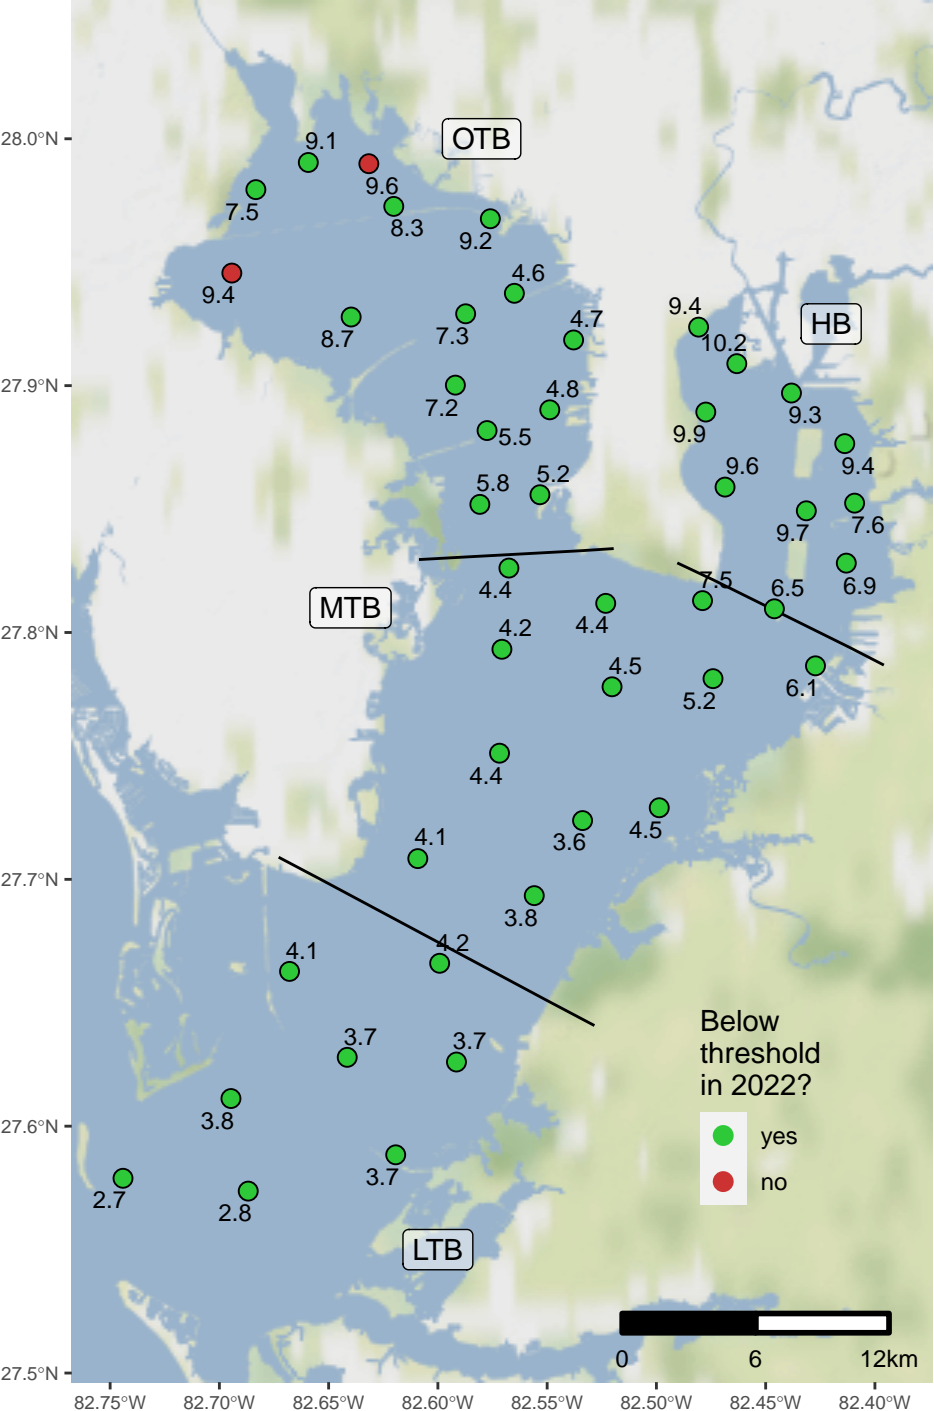 28.0°N
9.1
OTB
9.6
7.5
8.3
9.2
4.6
9.4
9.4
4.7
HB
8.7
7.3
10.2
27.9°N
4.8
7.2
9.3
5.5
9.9
9.4
9.6
5.2
5.8
7.6
9.7
7.5
6.5
6.9
4.4
MTB
4.4
27.8°N
4.2
4.5
6.1
5.2
4.4
4.5
4.1
3.6
27.7°N
3.8
4.2
4.1
Below
threshold
in 2022?
yes
no
3.7
3.7
3.8
27.6°N
3.7
2.7
2.8
LTB
0 6 12km
27.5°N
82.75°W 82.70°W 82.65°W 82.60°W 82.55°W 82.50°W 82.45°W 82.40°W